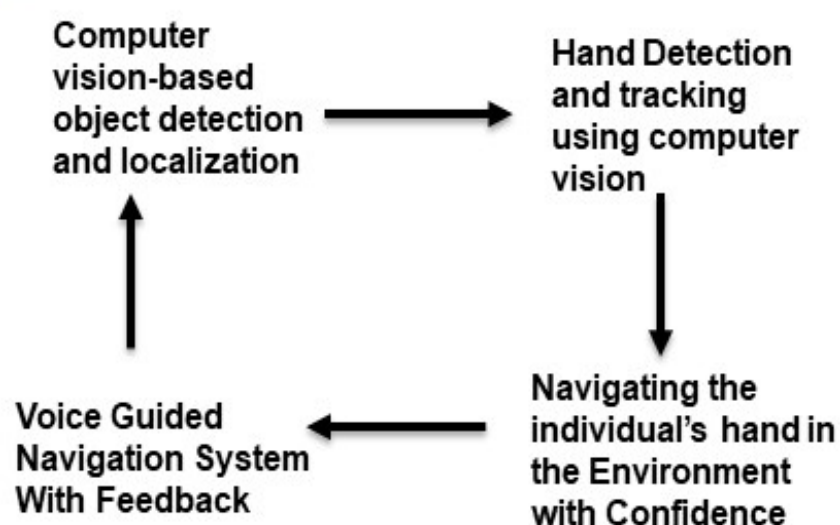 Computer
vision-based
object detection
and localization
Hand Detection
and tracking
using computer
vision
Navigating the
individual’s hand in
the Environment
with Confidence
Voice Guided
Navigation System
With Feedback